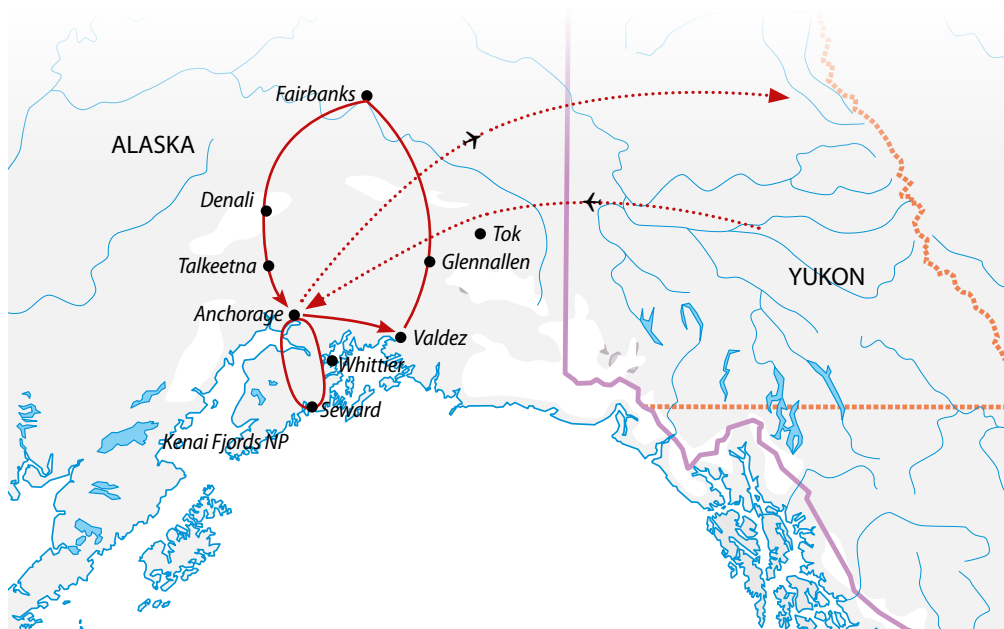 Fairbanks
ALASKA
Denali
Tok
Talkeetna
Glennallen
YUKON
Anchorage
Valdez
Whittier
Seward
Kenai Fjords NP